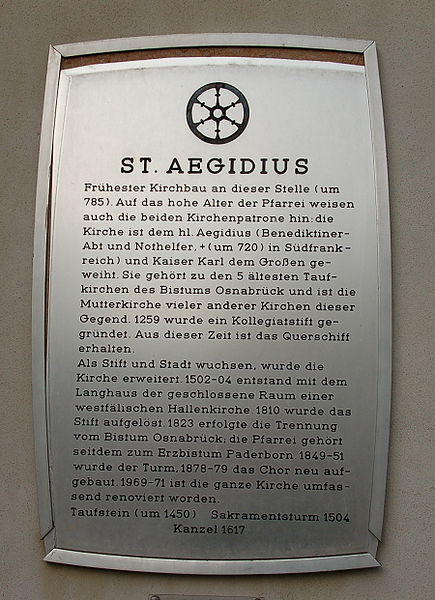 ST. AEGIDIUS
Frühester Kirchbau an dieser Stelle (um
785). Auf das hohe Alter der Pfarrei weisen
auch die beiden Kirchenpatrone hin: die
Kirche ist dem hl. Aegidius (Benediktiner-
Abt und Nothelfer, + (um 720) in Südfrank-
reich) und Kaiser Karl dem Großen ge-
weiht. Sie gehört zu den 5 ältesten Tauf-
kirchen des Bistums Osnabrück und ist die
Mutterkirche vieler anderer Kirchen dieser
Gegend. 1259 wurde ein Kollegiatstift ge-
gründet. Aus dieser Zeit ist das Querschiff
erhalten.
Als Stift und Stadt wuchsen, wurde die
Kirche erweitert. 1502-04 entstand mit dem
Langhaus der geschlossene Raum einer
westfälischen Hallenkirche. 1810 wurde das
Stift aufgelöst. 1823 erfolgte die Trennung
vom Bistum Osnabrück; die Pfarrei gehört
seitdem zum Erzbistum Paderborn. 1849-51
wurde der Turm, 1878-79 das Chor neu auf-
gebaut. 1969-71 ist die ganze Kirche umfas-
send renoviert worden.
Taufstein (um 1450) Sakramentsturm 1504
Kanzel 1617